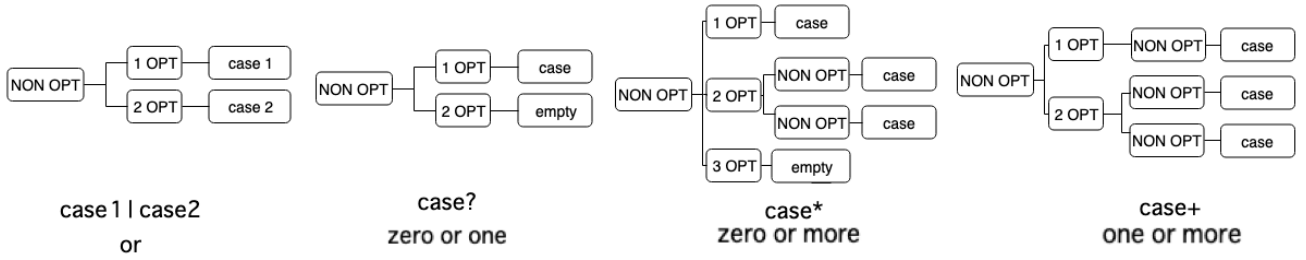 NON OPT
1 OPT
case 1
2 OPT
case 2
case1 | case2
or
NON OPT
1 OPT
case
2 OPT
empty
case?
zero or one
NON OPT
1 OPT
case
2 OPT
NON OPT
case
NON OPT
case
3 OPT
empty
case*
zero or more
NON OPT
1 OPT
NON OPT
case
2 OPT
NON OPT
case
NON OPT
case
case+
one or more